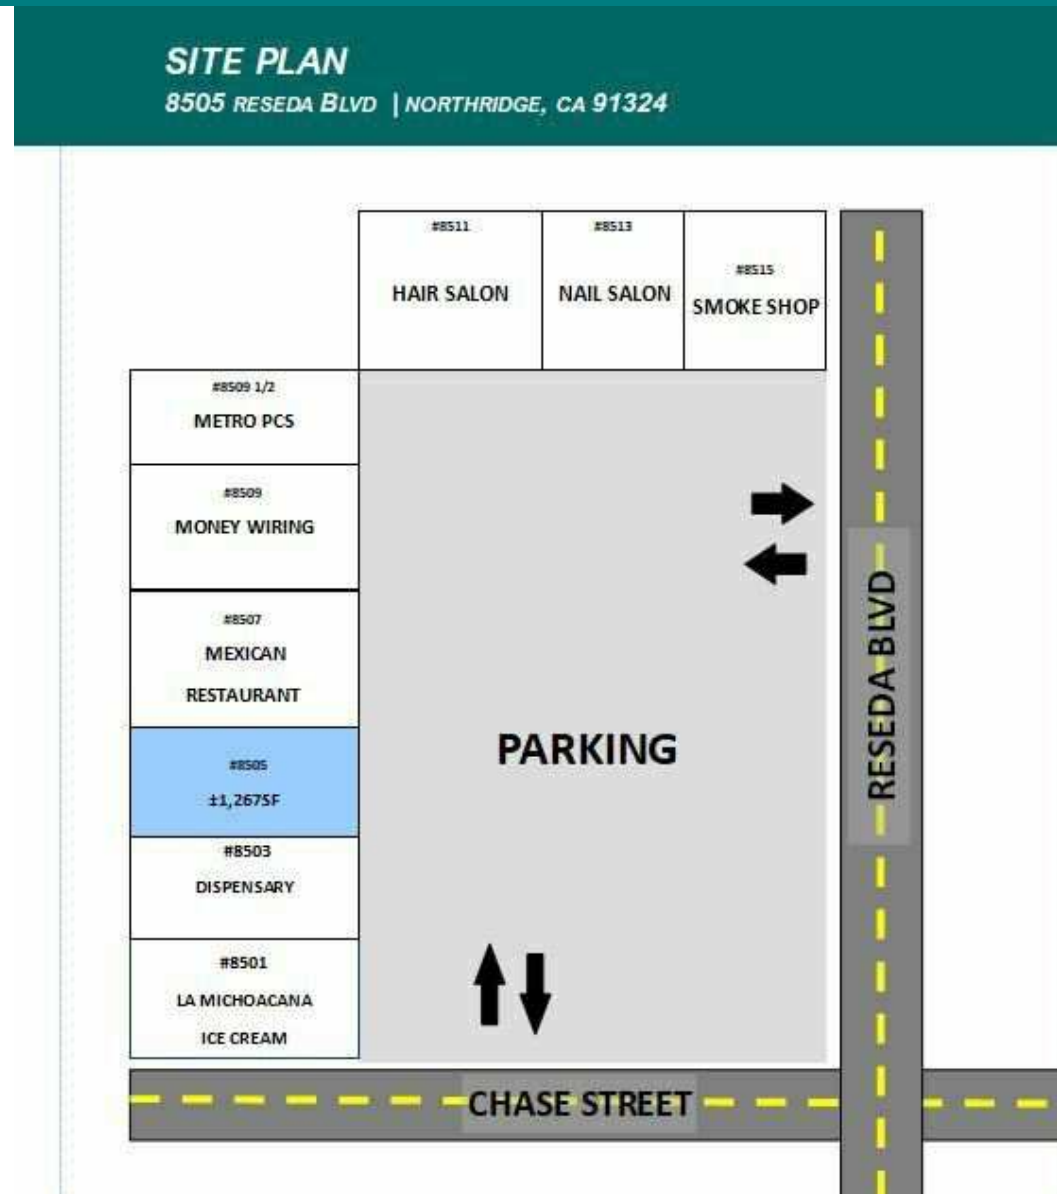 SITE PLAN
8505 RESEDA BLVD | NORTHRIDGE, CA 91324
#8511
HAIR SALON
#8513
NAIL SALON
#8515
SMOKE SHOP
#8509 1/2
METRO PCS
#8509
MONEY WIRING
#8507
MEXICAN
RESTAURANT
#8505
±1,267SF
#8503
DISPENSARY
#8501
LA MICHOACANA
ICE CREAM
PARKING
RESEDA BLVD
CHASE STREET